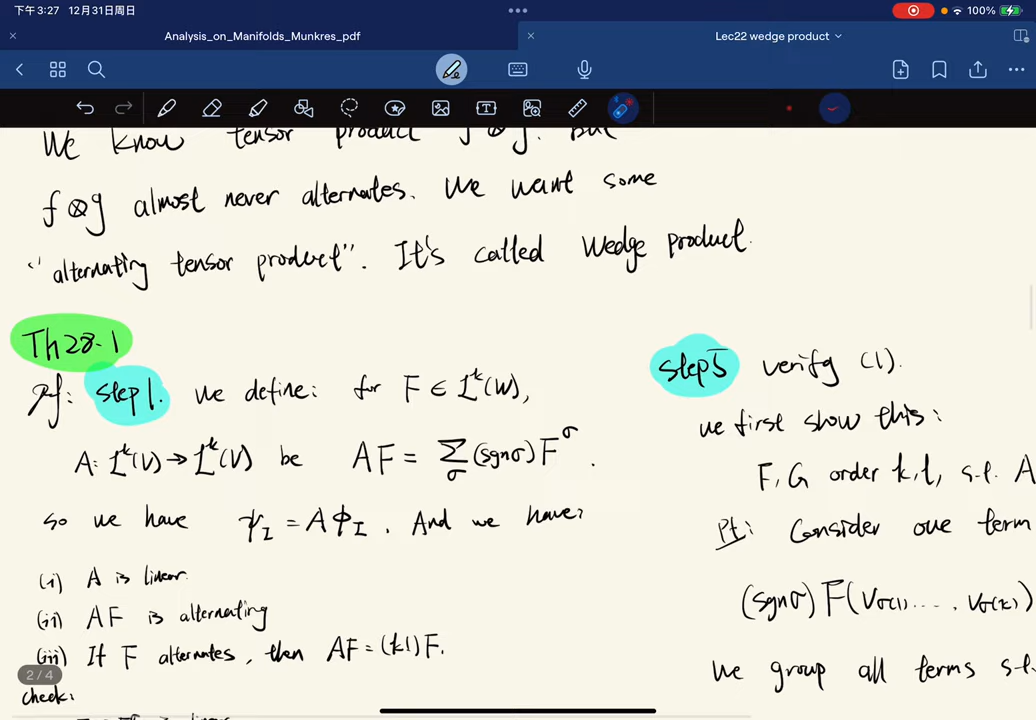 下午3:27 12月31日周日
100%
Analysis_on_Manifolds_Munkres_pdf
Lec22 wedge product
We know tensor product f⊗g. But
f⊗g almost never alternates. We want some
"alternating tensor product". It's called Wedge product.
Th28.1
Pf: Step1. we define: for F ∈ L^k(W),
A: L^k(V) → L^k(V) be AF = Σ_σ (sgnσ)F^σ.
so we have ψ_I = Aϕ_I. And we have:
(i) A is linear.
(ii) AF is alternating
(iii) If F alternates, then AF = (k!)F.
2/4
check:
is linear
Step5 verify (1).
we first show this:
F, G order k, l, s.t. A
Pf: Consider one term
(sgnσ) F(V_σ(1) ...., V_σ(k))
we group all terms s.t.